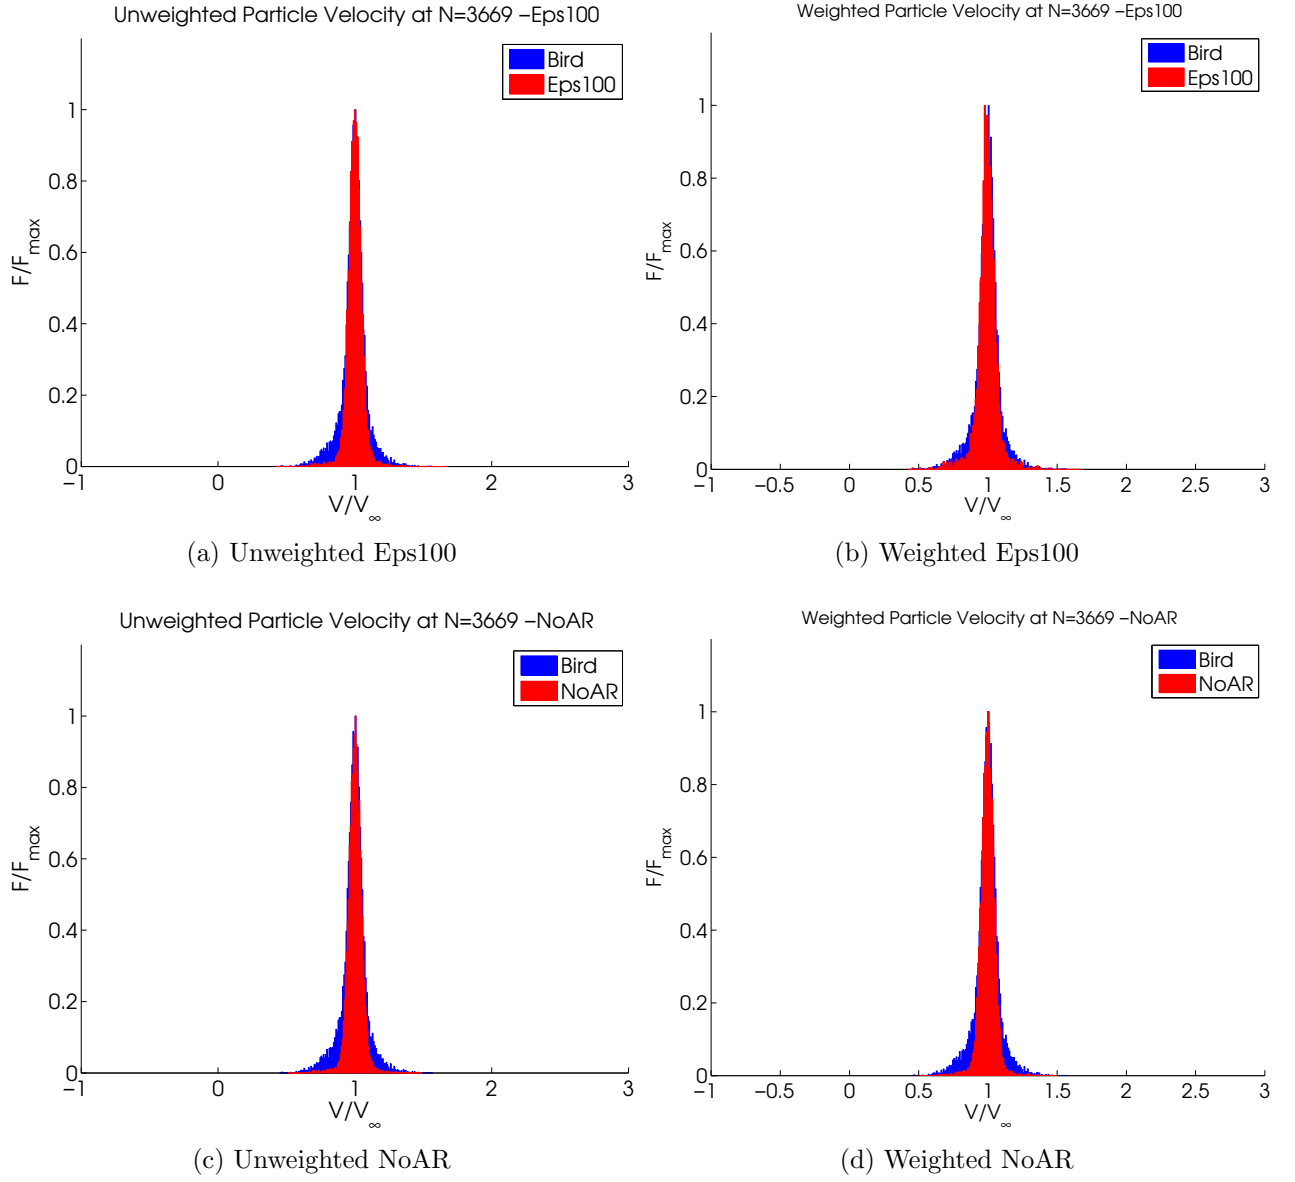 Unweighted Particle Velocity at N=3669 –Eps100
Bird
Eps100
1
0.8
0.6
0.4
0.2
0
F/F_max
−1 0 1 2 3
V/V_∞
(a) Unweighted Eps100
Weighted Particle Velocity at N=3669 –Eps100
Bird
Eps100
1
0.8
0.6
0.4
0.2
0
F/F_max
−1 −0.5 0 0.5 1 1.5 2 2.5 3
V/V_∞
(b) Weighted Eps100
Unweighted Particle Velocity at N=3669 –NoAR
Bird
NoAR
1
0.8
0.6
0.4
0.2
0
F/F_max
−1 0 1 2 3
V/V_∞
(c) Unweighted NoAR
Weighted Particle Velocity at N=3669 –NoAR
Bird
NoAR
1
0.8
0.6
0.4
0.2
0
F/F_max
−1 −0.5 0 0.5 1 1.5 2 2.5 3
V/V_∞
(d) Weighted NoAR